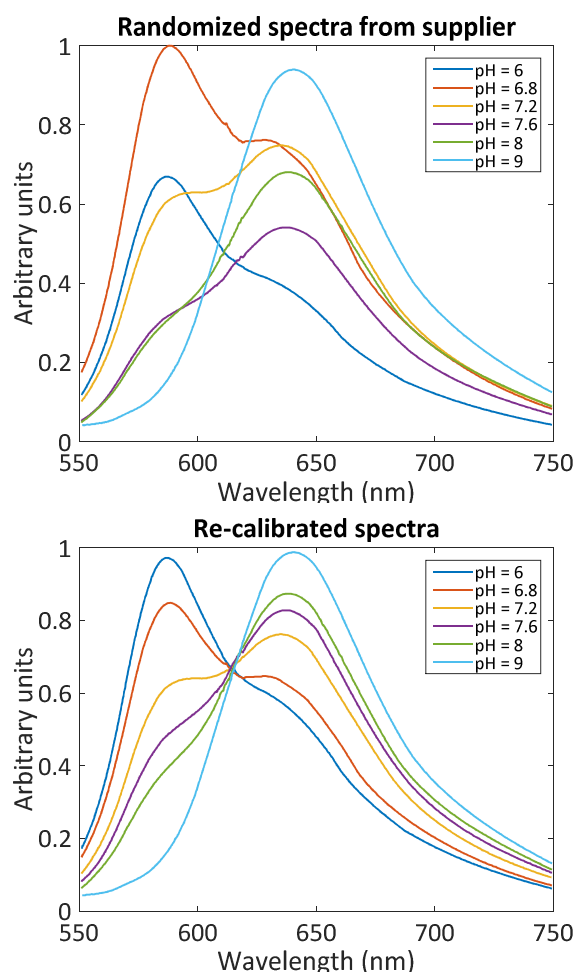 Randomized spectra from supplier
Arbitrary units
1
0.8
0.6
0.4
0.2
0
pH = 6
pH = 6.8
pH = 7.2
pH = 7.6
pH = 8
pH = 9
550 600 650 700 750
Wavelength (nm)
Re-calibrated spectra
Arbitrary units
1
0.8
0.6
0.4
0.2
0
pH = 6
pH = 6.8
pH = 7.2
pH = 7.6
pH = 8
pH = 9
550 600 650 700 750
Wavelength (nm)